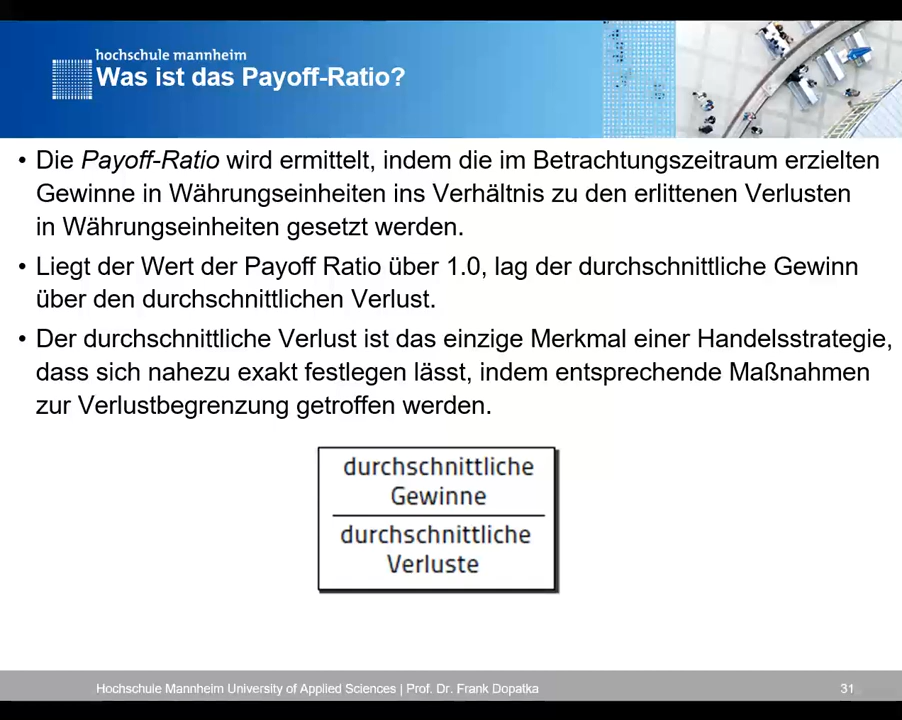 hochschule mannheim
Was ist das Payoff-Ratio?
• Die Payoff-Ratio wird ermittelt, indem die im Betrachtungszeitraum erzielten
Gewinne in Währungseinheiten ins Verhältnis zu den erlittenen Verlusten
in Währungseinheiten gesetzt werden.
• Liegt der Wert der Payoff Ratio über 1.0, lag der durchschnittliche Gewinn
über den durchschnittlichen Verlust.
• Der durchschnittliche Verlust ist das einzige Merkmal einer Handelsstrategie,
dass sich nahezu exakt festlegen lässt, indem entsprechende Maßnahmen
zur Verlustbegrenzung getroffen werden.
durchschnittliche
Gewinne
durchschnittliche
Verluste
Hochschule Mannheim University of Applied Sciences | Prof. Dr. Frank Dopatka
31